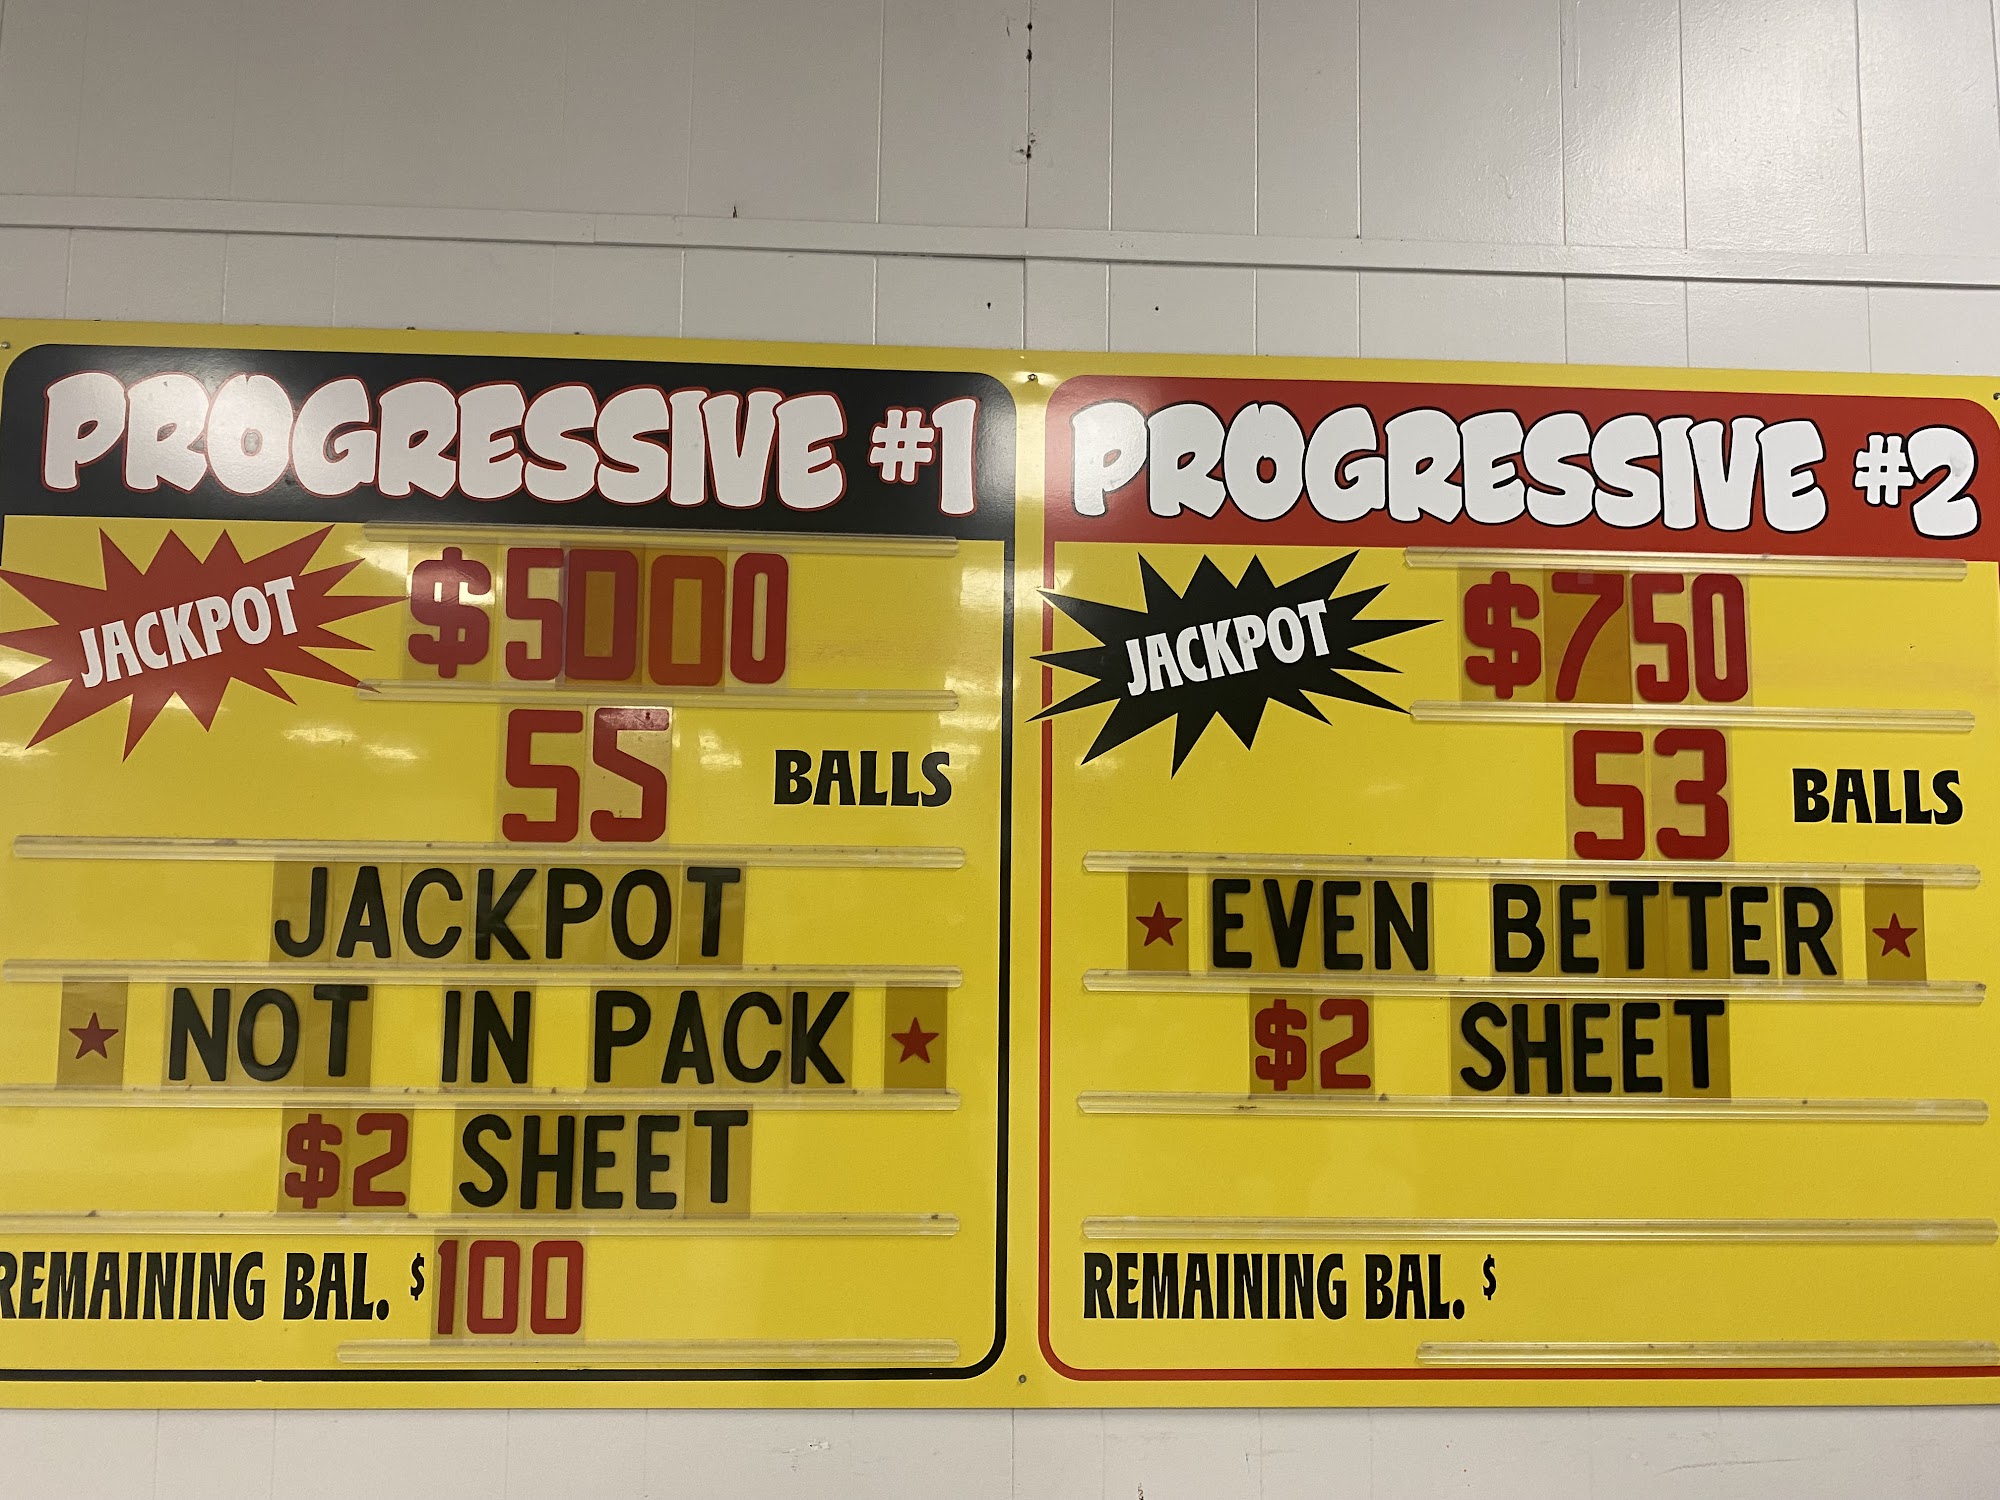 PROGRESSIVE #1
JACKPOT
$5000
55 BALLS
JACKPOT
★ NOT IN PACK ★
$2 SHEET
REMAINING BAL. $100
PROGRESSIVE #2
JACKPOT
$750
53 BALLS
★ EVEN BETTER ★
$2 SHEET
REMAINING BAL. $